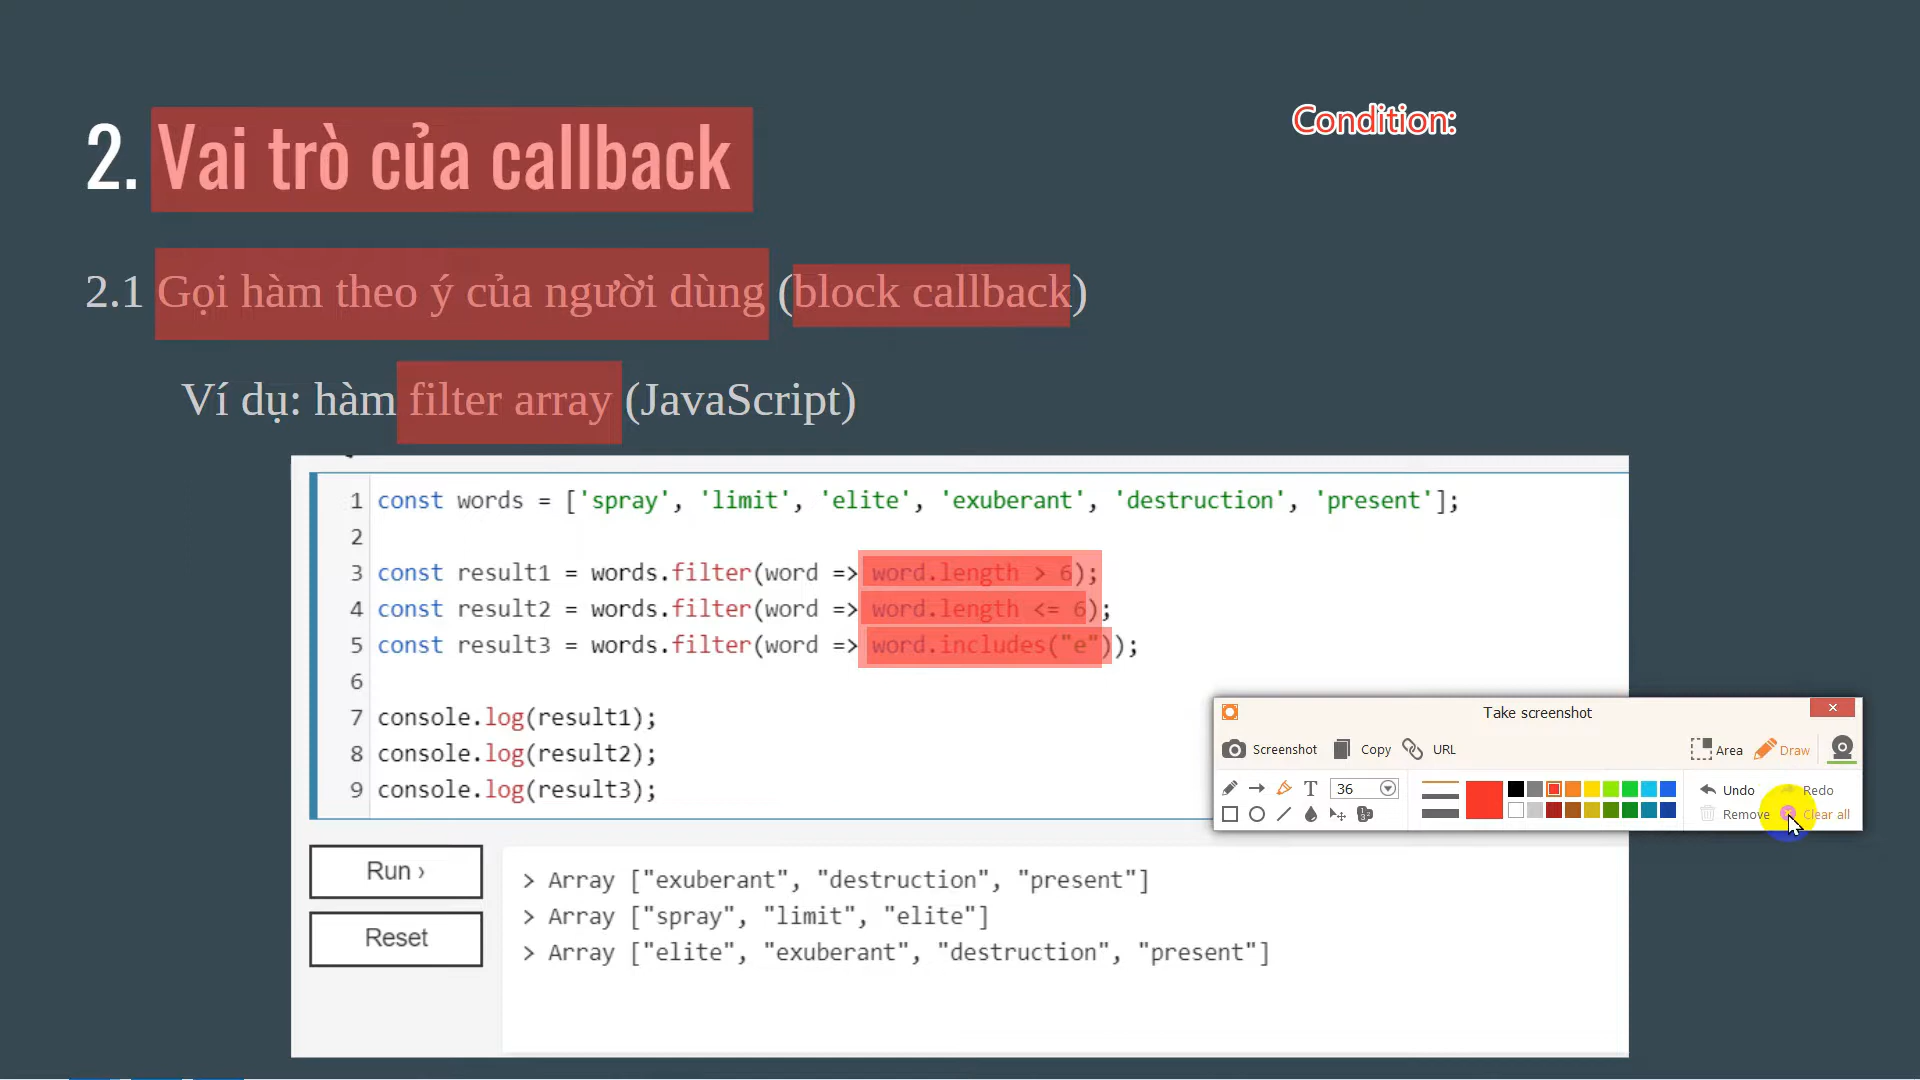 Condition:
2. Vai trò của callback
2.1 Gọi hàm theo ý của người dùng (block callback)
Ví dụ: hàm filter array (JavaScript)
1 const words = ['spray', 'limit', 'elite', 'exuberant', 'destruction', 'present'];
2
3 const result1 = words.filter(word => word.length > 6);
4 const result2 = words.filter(word => word.length <= 6);
5 const result3 = words.filter(word => word.includes("e"));
6
7 console.log(result1);
8 console.log(result2);
9 console.log(result3);
Take screenshot
Screenshot Copy URL Area Draw
T 36 Undo Redo
Remove Clear all
Run ›
Reset
> Array ["exuberant", "destruction", "present"]
> Array ["spray", "limit", "elite"]
> Array ["elite", "exuberant", "destruction", "present"]